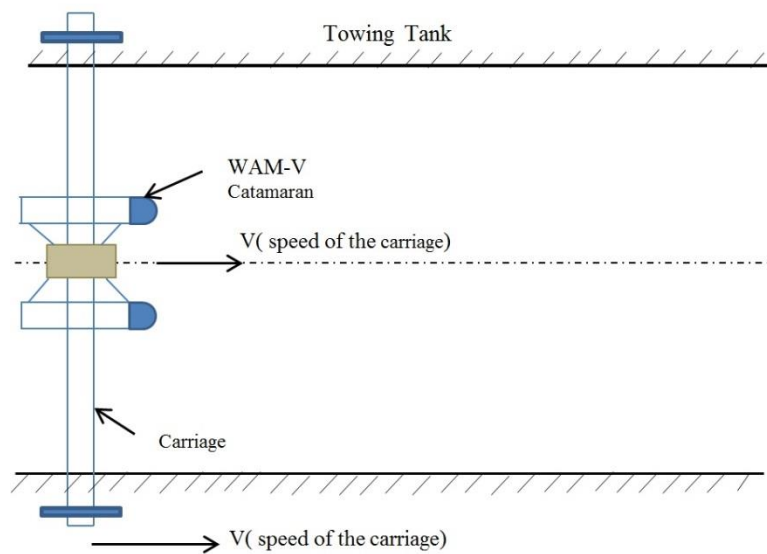 Towing Tank
WAM-V
Catamaran
V( speed of the carriage)
Carriage
V( speed of the carriage)